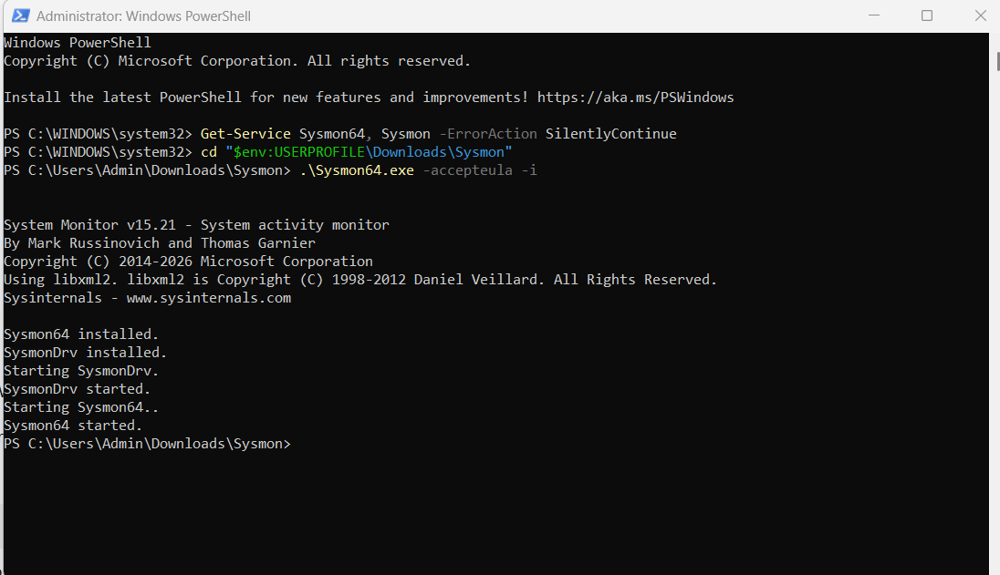 Administrator: Windows PowerShell
Windows PowerShell
Copyright (C) Microsoft Corporation. All rights reserved.
Install the latest PowerShell for new features and improvements! https://aka.ms/PSWindows
PS C:\WINDOWS\system32> Get-Service Sysmon64, Sysmon -ErrorAction SilentlyContinue
PS C:\WINDOWS\system32> cd "$env:USERPROFILE\Downloads\Sysmon"
PS C:\Users\Admin\Downloads\Sysmon> .\Sysmon64.exe -accepteula -i
System Monitor v15.21 - System activity monitor
By Mark Russinovich and Thomas Garnier
Copyright (C) 2014-2026 Microsoft Corporation
Using libxml2. libxml2 is Copyright (C) 1998-2012 Daniel Veillard. All Rights Reserved.
Sysinternals - www.sysinternals.com
Sysmon64 installed.
SysmonDrv installed.
Starting SysmonDrv.
SysmonDrv started.
Starting Sysmon64..
Sysmon64 started.
PS C:\Users\Admin\Downloads\Sysmon>